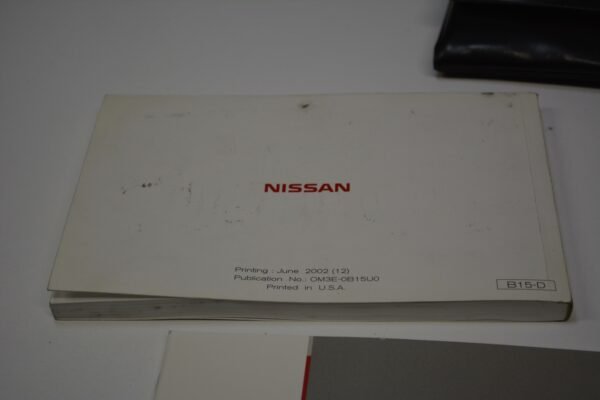 NISSAN
Printing : June 2002 (12)
Publication No.: OM3E-0B15U0
Printed in U.S.A.
B15-D